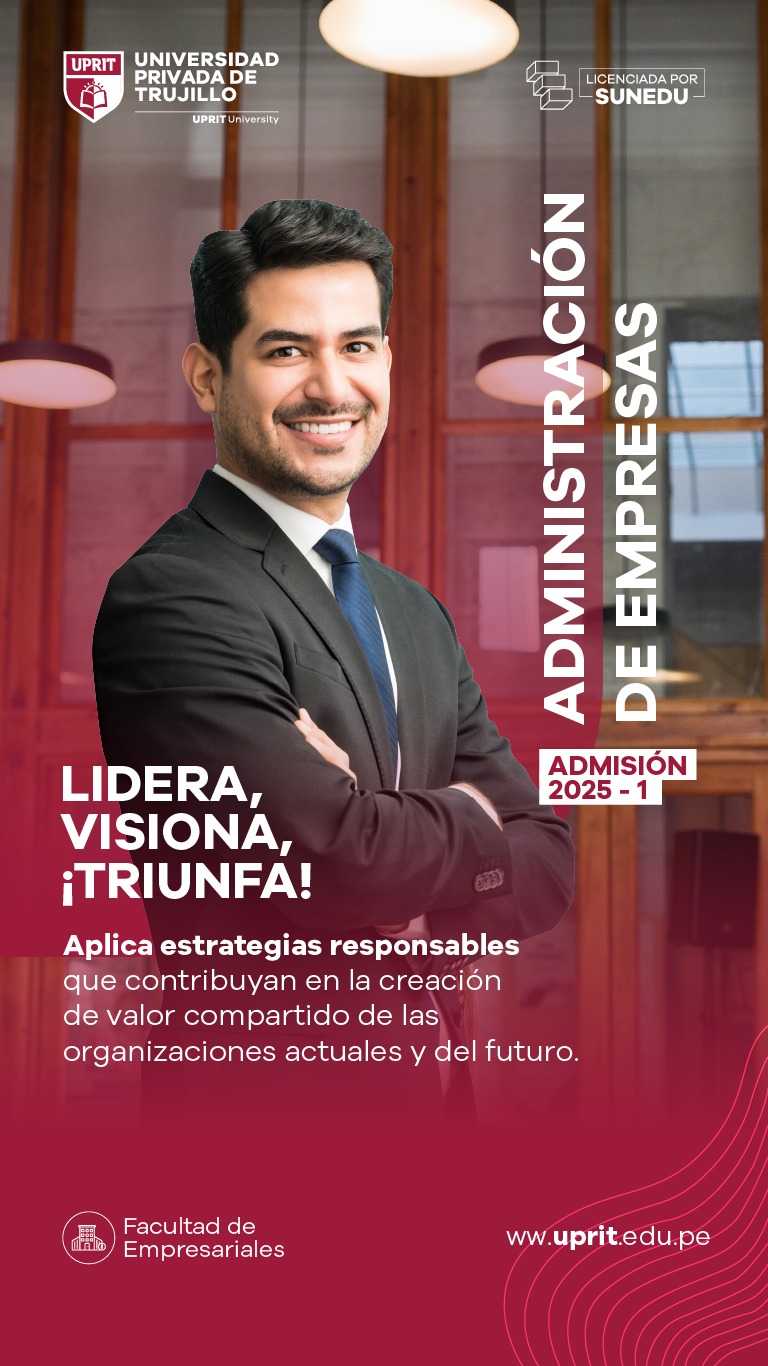 UPRIT
UNIVERSIDAD
PRIVADA DE
TRUJILLO
UPRIT University
LICENCIADA POR
SUNEDU
ADMINISTRACIÓN
DE EMPRESAS
ADMISIÓN
2025 - 1
LIDERA,
VISIONA,
¡TRIUNFA!
Aplica estrategias responsables
que contribuyan en la creación
de valor compartido de las
organizaciones actuales y del futuro.
Facultad de
Empresariales
ww.uprit.edu.pe